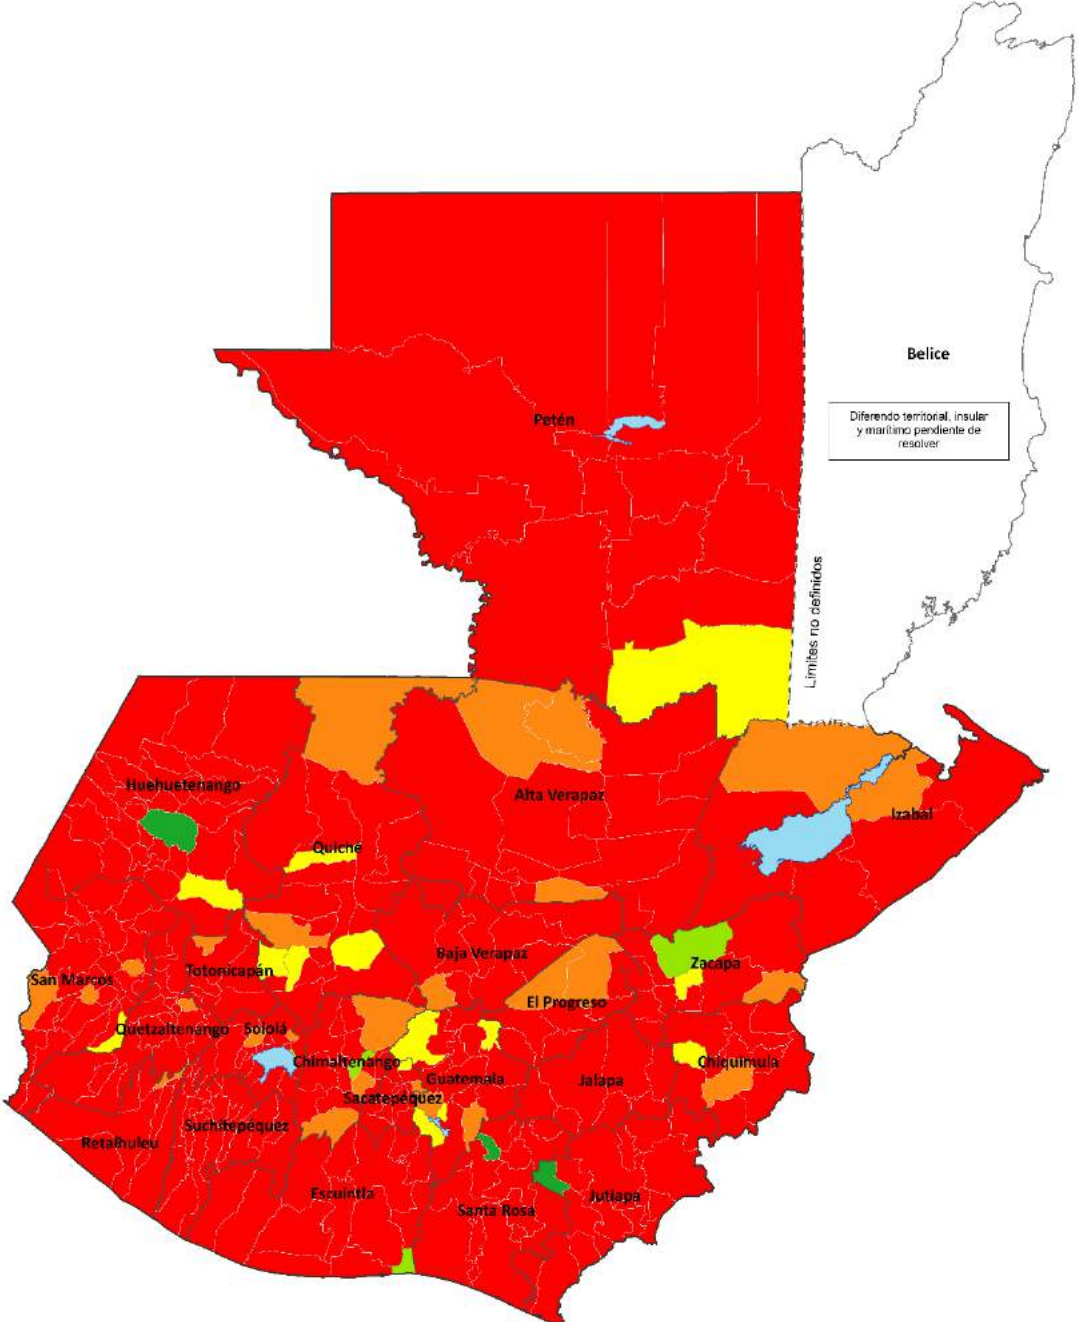 Belice
Diferendo territorial, insular
y marítimo pendiente de
resolver
Petén
Límites no definidos
Huehuetenango
Alta Verapaz
Izabal
Quiché
Baja Verapaz
Zacapa
San Marcos
Totonicapán
El Progreso
Quetzaltenango
Sololá
Chimaltenango
Chiquimula
Guatemala
Jalapa
Sacatepéquez
Suchitepéquez
Retalhuleu
Escuintla
Jutiapa
Santa Rosa